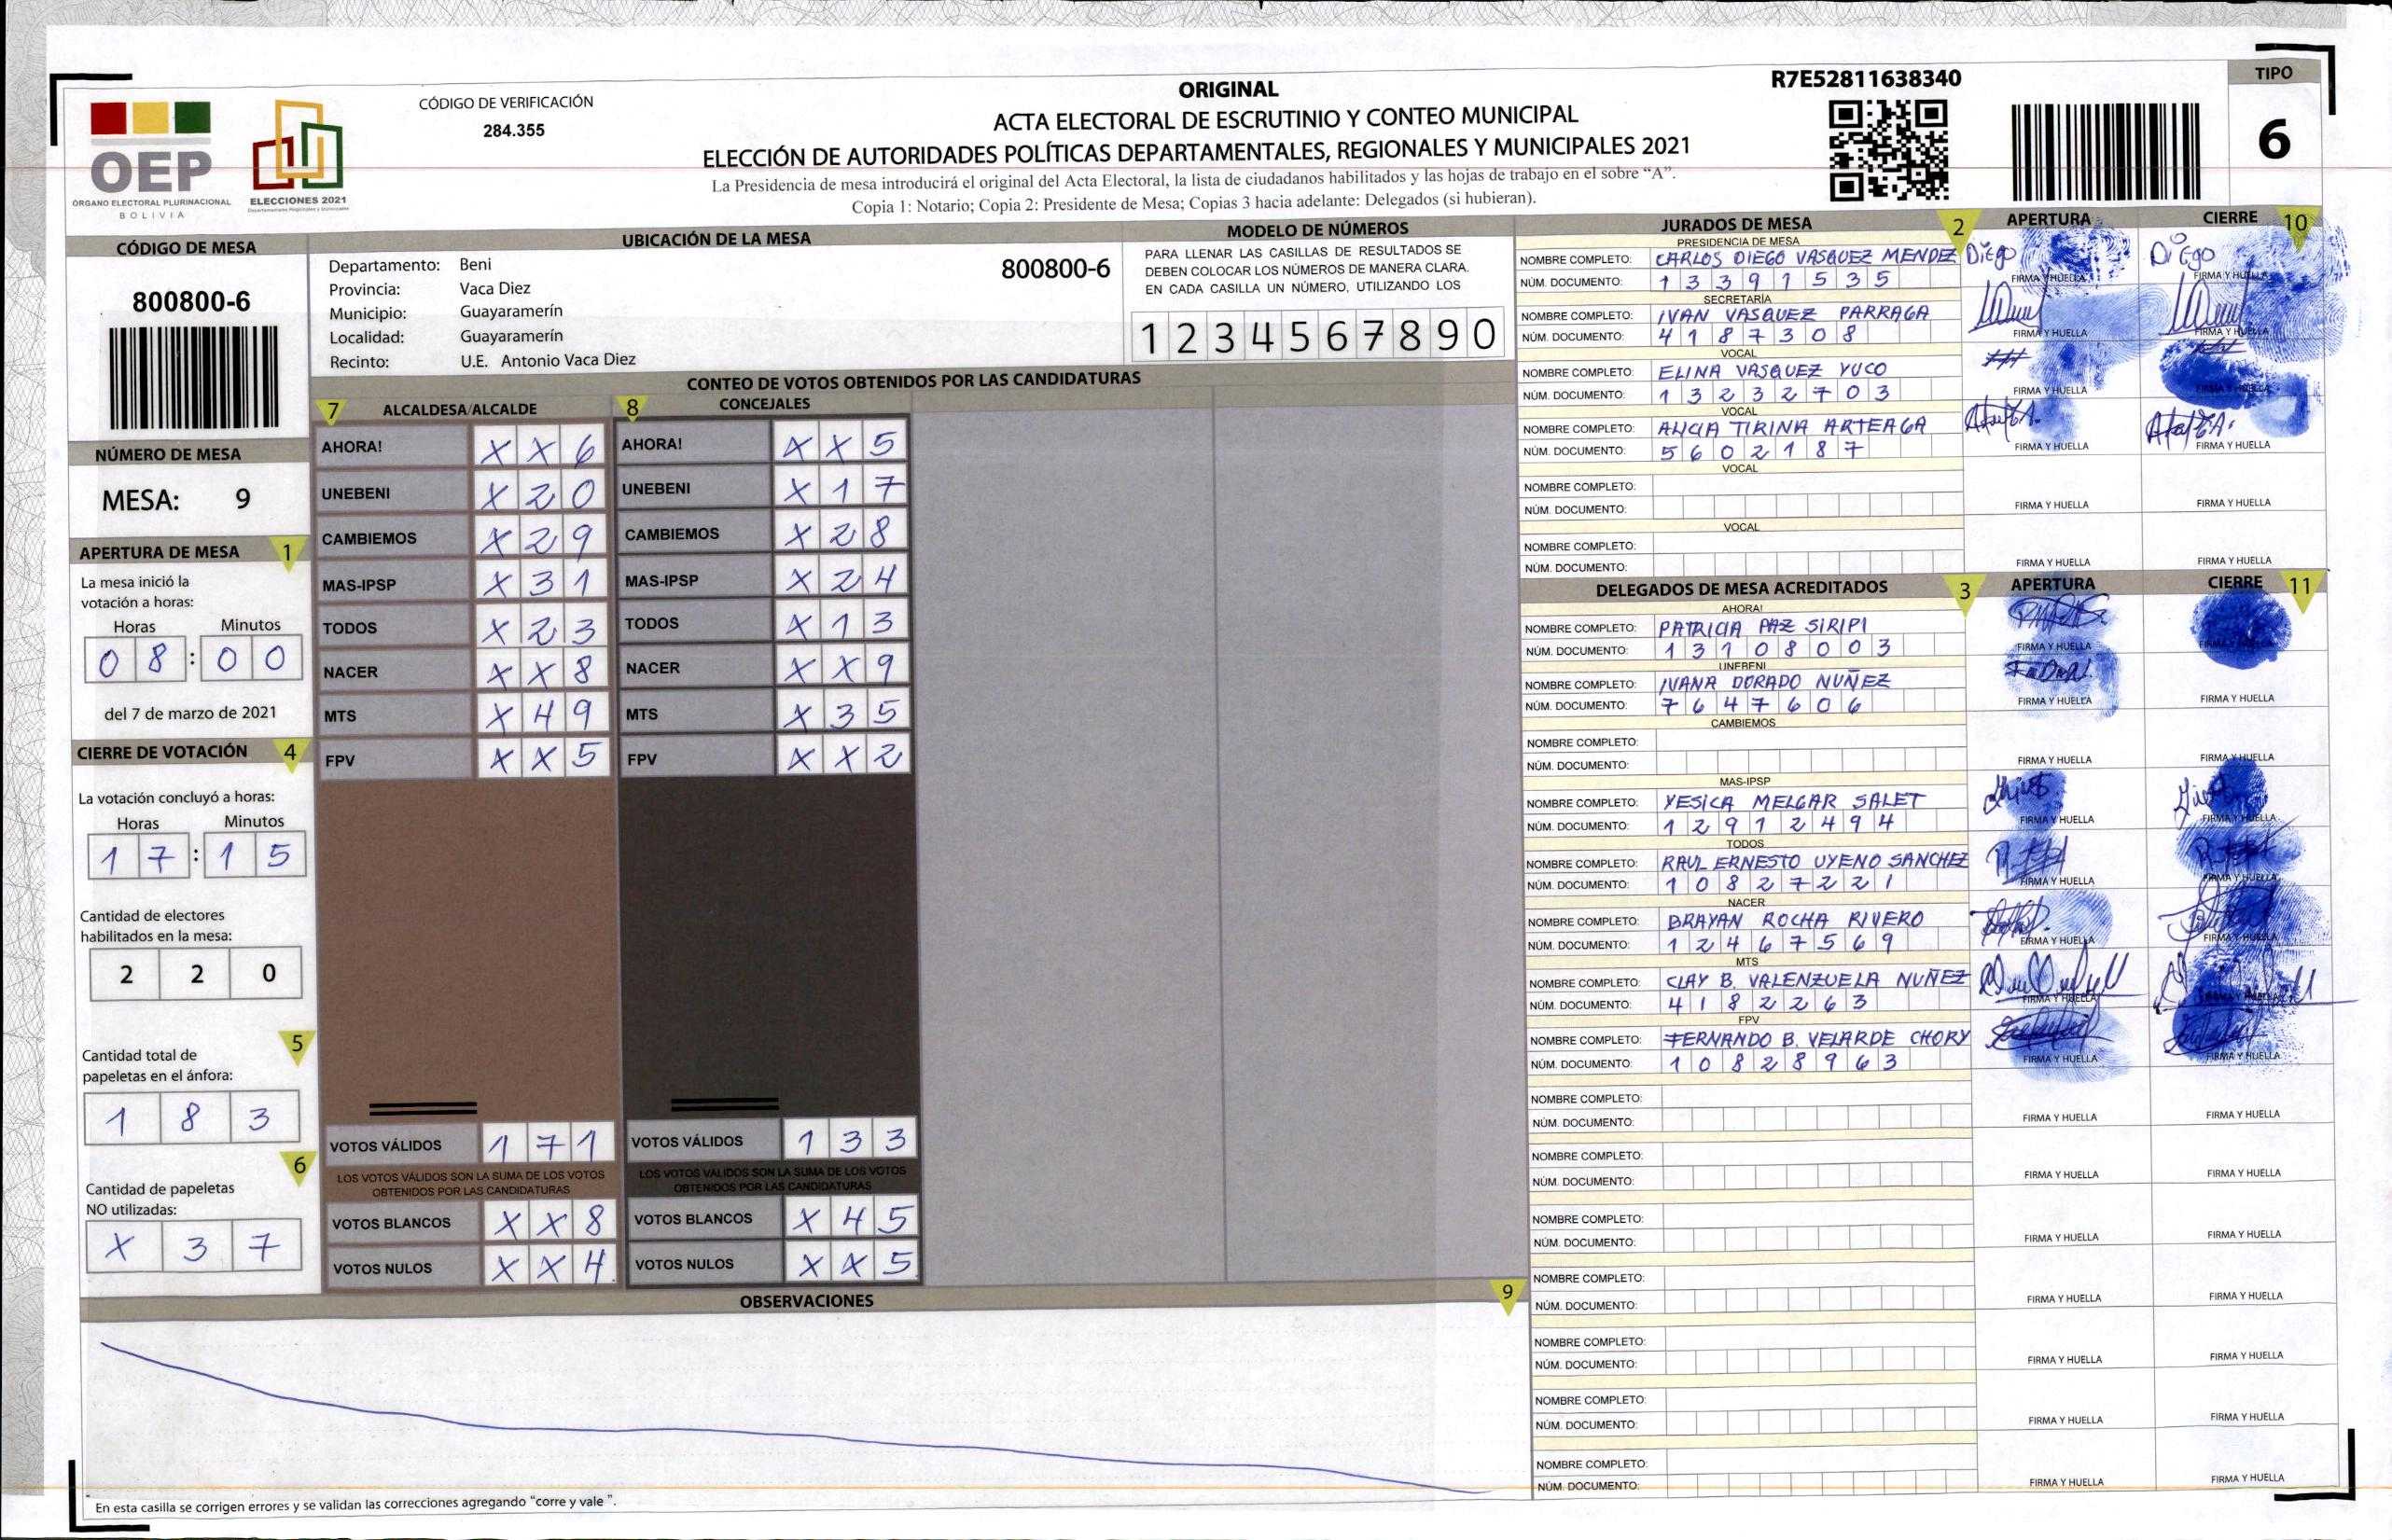 ORIGINAL
ACTA ELECTORAL DE ESCRUTINIO Y CONTEO MUNICIPAL
ELECCIÓN DE AUTORIDADES POLÍTICAS DEPARTAMENTALES, REGIONALES Y MUNICIPALES 2021
La Presidencia de mesa introducirá el original del Acta Electoral, la lista de ciudadanos habilitados y las hojas de trabajo en el sobre “A”.
Copia 1: Notario; Copia 2: Presidente de Mesa; Copias 3 hacia adelante: Delegados (si hubieran).
OEP
ÓRGANO ELECTORAL PLURINACIONAL
BOLIVIA
ELECCIONES 2021
CÓDIGO DE VERIFICACIÓN
284.355
R7E52811638340
TIPO
6
CÓDIGO DE MESA
800800-6
NÚMERO DE MESA
MESA: 9
APERTURA DE MESA 1
La mesa inició la
votación a horas:
Horas Minutos
0 8 : 0 0
del 7 de marzo de 2021
CIERRE DE VOTACIÓN 4
La votación concluyó a horas:
Horas Minutos
1 7 : 1 5
Cantidad de electores
habilitados en la mesa:
2 2 0
5
Cantidad total de
papeletas en el ánfora:
1 8 3
6
Cantidad de papeletas
NO utilizadas:
X 3 7
UBICACIÓN DE LA MESA
Departamento: Beni 800800-6
Provincia: Vaca Diez
Municipio: Guayaramerín
Localidad: Guayaramerín
Recinto: U.E. Antonio Vaca Diez
MODELO DE NÚMEROS
PARA LLENAR LAS CASILLAS DE RESULTADOS SE
DEBEN COLOCAR LOS NÚMEROS DE MANERA CLARA.
EN CADA CASILLA UN NÚMERO, UTILIZANDO LOS
1 2 3 4 5 6 7 8 9 0
CONTEO DE VOTOS OBTENIDOS POR LAS CANDIDATURAS
7 ALCALDESA/ALCALDE 8 CONCEJALES
AHORA! X X 6 AHORA! X X 5
UNEBENI X 2 0 UNEBENI X 1 7
CAMBIEMOS X 2 9 CAMBIEMOS X 2 8
MAS-IPSP X 3 1 MAS-IPSP X 2 4
TODOS X 2 3 TODOS X 1 3
NACER X X 8 NACER X X 9
MTS X 4 9 MTS X 3 5
FPV X X 5 FPV X X 2
VOTOS VÁLIDOS 1 7 1 VOTOS VÁLIDOS 1 3 3
LOS VOTOS VÁLIDOS SON LA SUMA DE LOS VOTOS LOS VOTOS VÁLIDOS SON LA SUMA DE LOS VOTOS
OBTENIDOS POR LAS CANDIDATURAS OBTENIDOS POR LAS CANDIDATURAS
VOTOS BLANCOS X X 8 VOTOS BLANCOS X 4 5
VOTOS NULOS X X 4 VOTOS NULOS X X 5
OBSERVACIONES 9
En esta casilla se corrigen errores y se validan las correcciones agregando “corre y vale”.
JURADOS DE MESA 2 APERTURA CIERRE 10
PRESIDENCIA DE MESA
NOMBRE COMPLETO: CARLOS DIEGO VASQUEZ MENDEZ Diego Diego
NÚM. DOCUMENTO: 1 3 3 9 1 5 3 5 FIRMA Y HUELLA FIRMA Y HUELLA
SECRETARÍA
NOMBRE COMPLETO: IVAN VASQUEZ PARRAGA
NÚM. DOCUMENTO: 4 1 8 7 3 0 8 FIRMA Y HUELLA FIRMA Y HUELLA
VOCAL
NOMBRE COMPLETO: ELINA VASQUEZ YUCO
NÚM. DOCUMENTO: 1 3 2 3 2 7 0 3 FIRMA Y HUELLA FIRMA Y HUELLA
VOCAL
NOMBRE COMPLETO: ALICIA TIRINA ARTEAGA
NÚM. DOCUMENTO: 5 6 0 2 1 8 7 FIRMA Y HUELLA FIRMA Y HUELLA
VOCAL
NOMBRE COMPLETO:
NÚM. DOCUMENTO: FIRMA Y HUELLA FIRMA Y HUELLA
VOCAL
NOMBRE COMPLETO:
NÚM. DOCUMENTO: FIRMA Y HUELLA FIRMA Y HUELLA
DELEGADOS DE MESA ACREDITADOS 3 APERTURA CIERRE 11
AHORA!
NOMBRE COMPLETO: PATRICIA PAZ SIRIPI
NÚM. DOCUMENTO: 1 3 1 0 8 0 0 3 FIRMA Y HUELLA
UNEBENI
NOMBRE COMPLETO: IVANA DORADO NUÑEZ
NÚM. DOCUMENTO: 7 6 4 7 6 0 6 FIRMA Y HUELLA FIRMA Y HUELLA
CAMBIEMOS
NOMBRE COMPLETO:
NÚM. DOCUMENTO: FIRMA Y HUELLA FIRMA Y HUELLA
MAS-IPSP
NOMBRE COMPLETO: YESICA MELGAR SALET
NÚM. DOCUMENTO: 1 2 9 1 2 4 9 4 FIRMA Y HUELLA FIRMA Y HUELLA
TODOS
NOMBRE COMPLETO: RAUL ERNESTO UYENO SANCHEZ
NÚM. DOCUMENTO: 1 0 8 2 7 2 2 1 FIRMA Y HUELLA FIRMA Y HUELLA
NACER
NOMBRE COMPLETO: BRAYAN ROCHA RIVERO
NÚM. DOCUMENTO: 1 2 4 6 7 5 6 9 FIRMA Y HUELLA FIRMA Y HUELLA
MTS
NOMBRE COMPLETO: CLAY B. VALENZUELA NUÑEZ
NÚM. DOCUMENTO: 4 1 8 2 2 6 3 FIRMA Y HUELLA FIRMA Y HUELLA
FPV
NOMBRE COMPLETO: FERNANDO B. VELARDE CHORY
NÚM. DOCUMENTO: 1 0 8 2 8 9 6 3 FIRMA Y HUELLA FIRMA Y HUELLA
NOMBRE COMPLETO:
NÚM. DOCUMENTO: FIRMA Y HUELLA FIRMA Y HUELLA
NOMBRE COMPLETO:
NÚM. DOCUMENTO: FIRMA Y HUELLA FIRMA Y HUELLA
NOMBRE COMPLETO:
NÚM. DOCUMENTO: FIRMA Y HUELLA FIRMA Y HUELLA
NOMBRE COMPLETO:
NÚM. DOCUMENTO: FIRMA Y HUELLA FIRMA Y HUELLA
NOMBRE COMPLETO:
NÚM. DOCUMENTO: FIRMA Y HUELLA FIRMA Y HUELLA
NOMBRE COMPLETO:
NÚM. DOCUMENTO: FIRMA Y HUELLA FIRMA Y HUELLA
NOMBRE COMPLETO:
NÚM. DOCUMENTO: FIRMA Y HUELLA FIRMA Y HUELLA